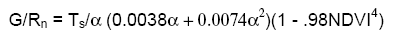 G/Rₙ = Tₛ/α (0.0038α + 0.0074α²)(1 - .98NDVI⁴)